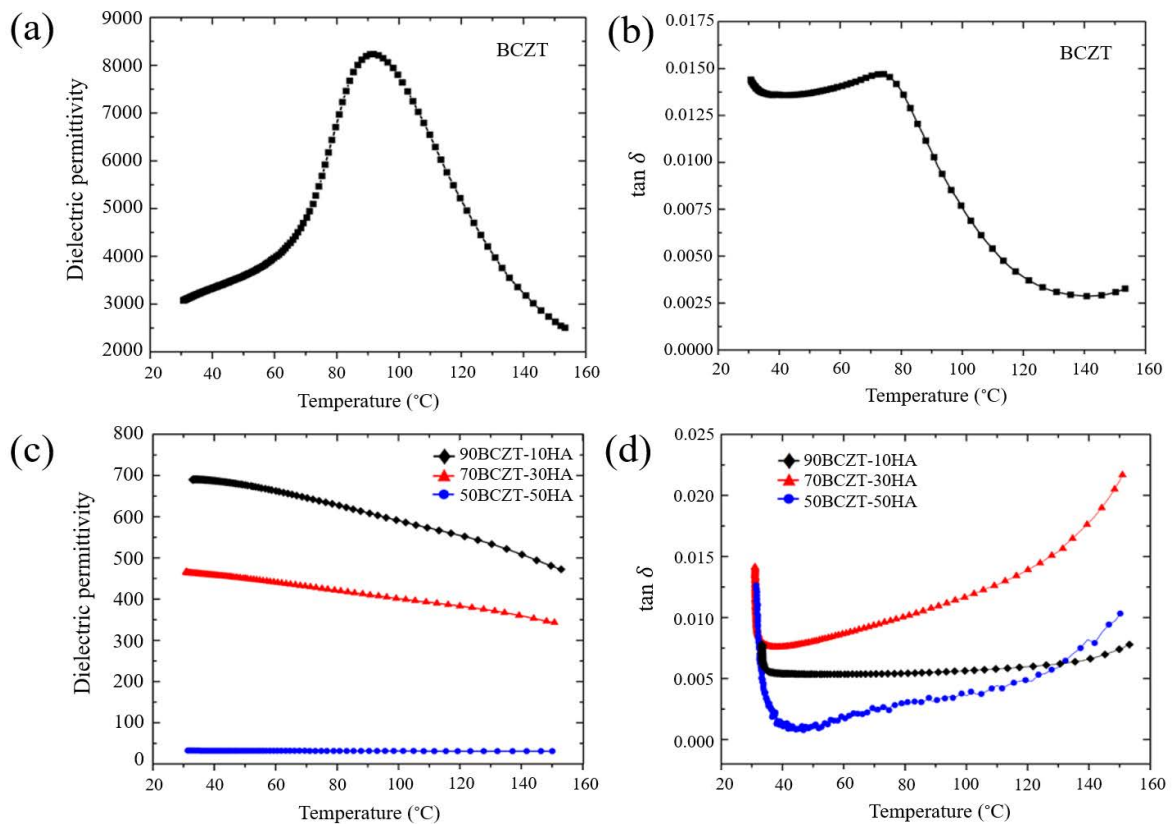 (a)
BCZT
Dielectric permittivity
9000
8000
7000
6000
5000
4000
3000
2000
20 40 60 80 100 120 140 160
Temperature (°C)
(b)
BCZT
tan δ
0.0175
0.0150
0.0125
0.0100
0.0075
0.0050
0.0025
0.0000
20 40 60 80 100 120 140 160
Temperature (°C)
(c)
90BCZT-10HA
70BCZT-30HA
50BCZT-50HA
Dielectric permittivity
800
700
600
500
400
300
200
100
0
20 40 60 80 100 120 140 160
Temperature (°C)
(d)
90BCZT-10HA
70BCZT-30HA
50BCZT-50HA
tan δ
0.025
0.020
0.015
0.010
0.005
0.000
20 40 60 80 100 120 140 160
Temperature (°C)